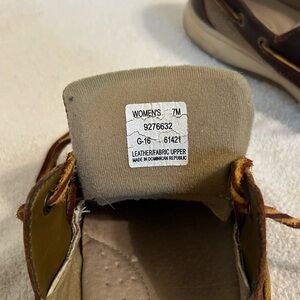 WOMEN'S 7M
9276632
G-16 61421
LEATHER/FABRIC UPPER
MADE IN DOMINICAN REPUBLIC